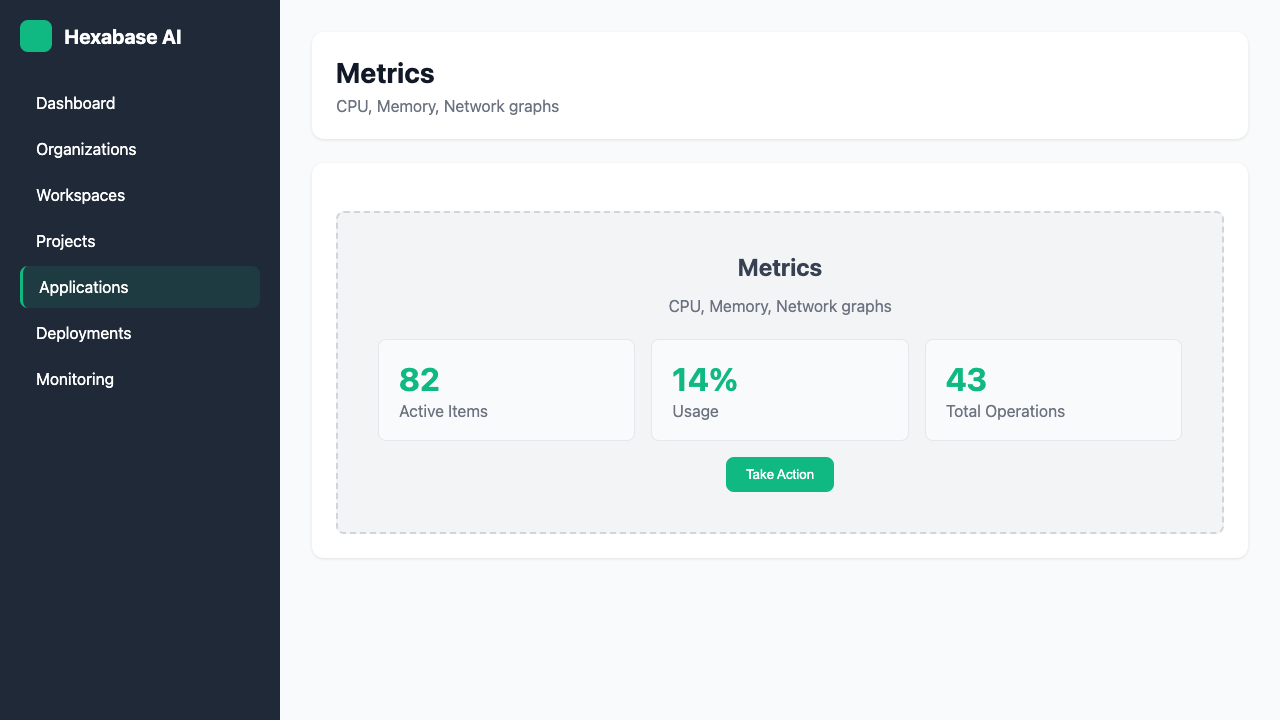 Hexabase AI
Dashboard
Organizations
Workspaces
Projects
Applications
Deployments
Monitoring
Metrics
CPU, Memory, Network graphs
Metrics
CPU, Memory, Network graphs
82
Active Items
14%
Usage
43
Total Operations
Take Action